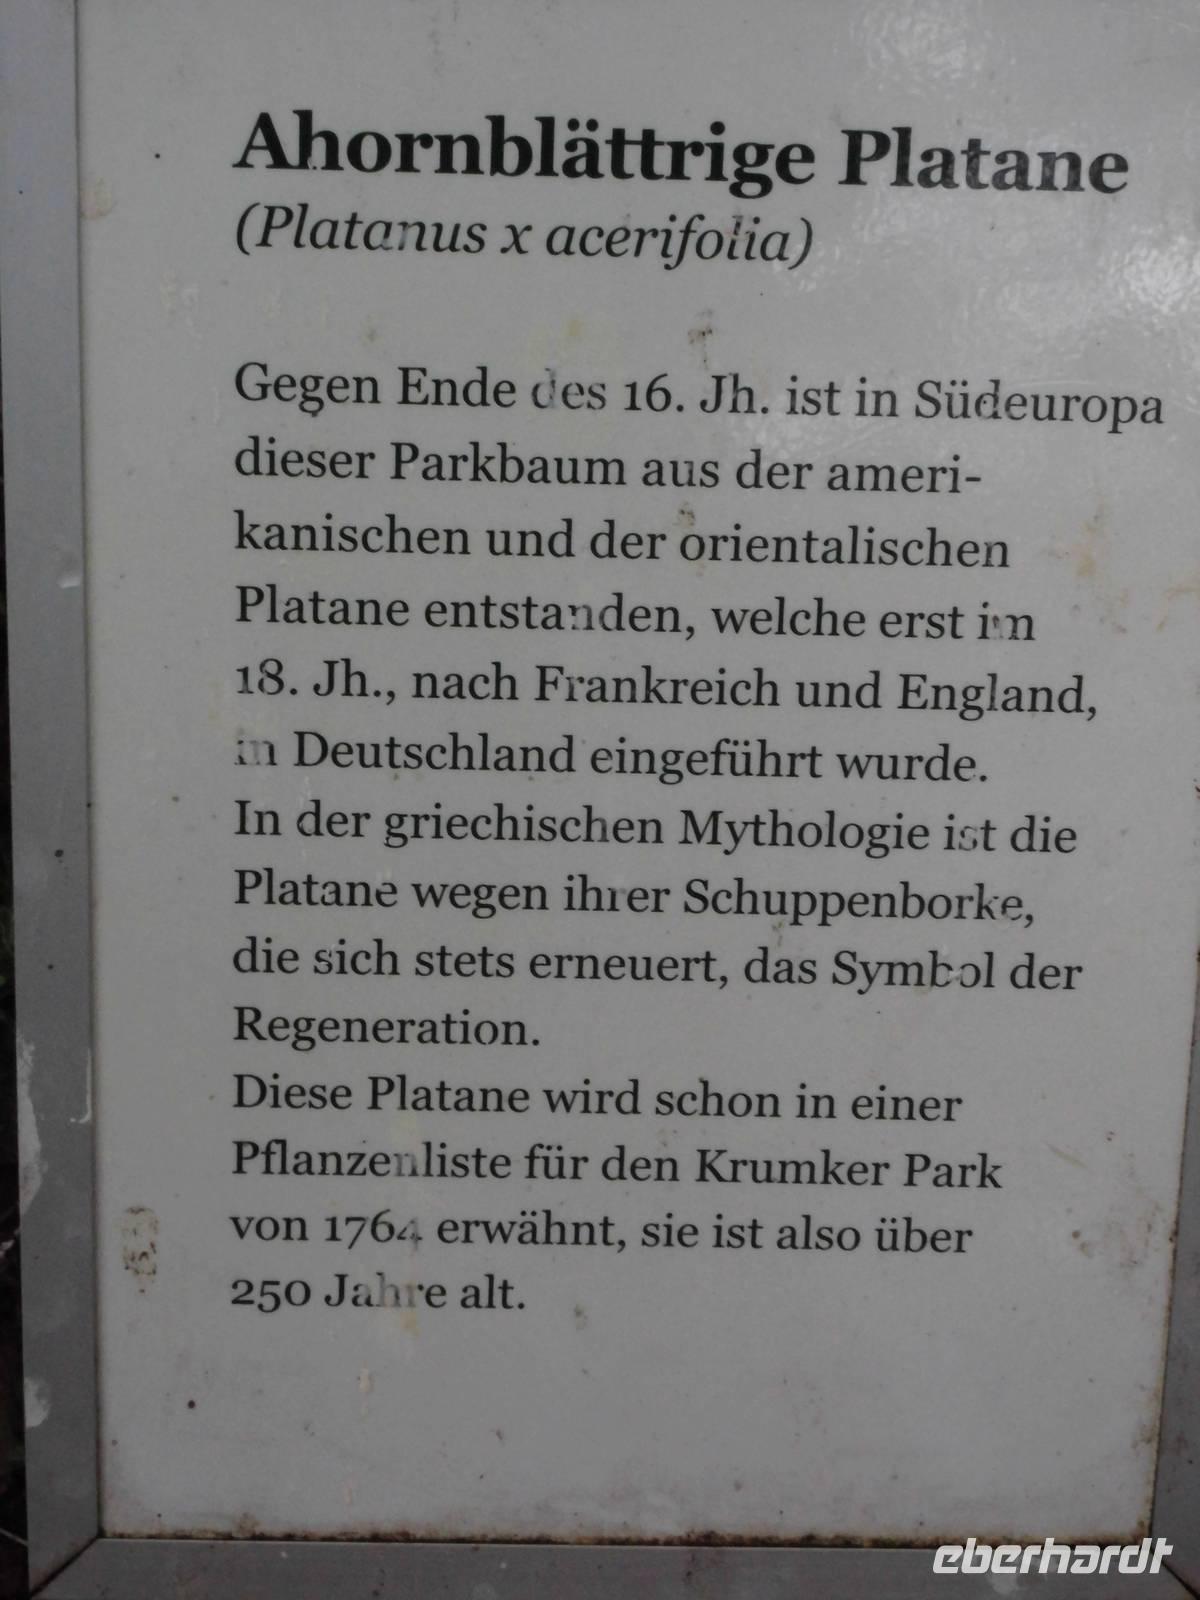 Ahornblättrige Platane
(Platanus x acerifolia)
Gegen Ende des 16. Jh. ist in Südeuropa
dieser Parkbaum aus der ameri-
kanischen und der orientalischen
Platane entstanden, welche erst im
18. Jh., nach Frankreich und England,
in Deutschland eingeführt wurde.
In der griechischen Mythologie ist die
Platane wegen ihrer Schuppenborke,
die sich stets erneuert, das Symbol der
Regeneration.
Diese Platane wird schon in einer
Pflanzenliste für den Krumker Park
von 1764 erwähnt, sie ist also über
250 Jahre alt.
eberhardt